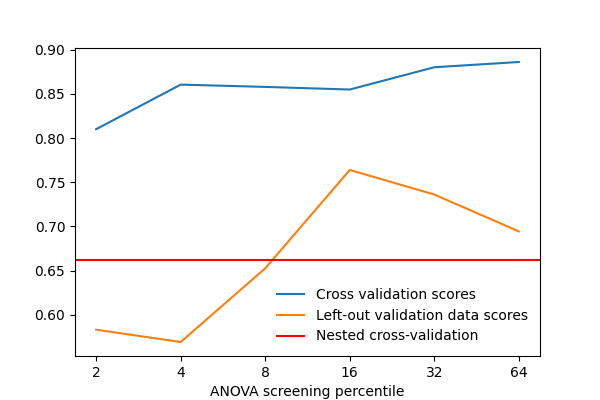 0.90
0.85
0.80
0.75
0.70
0.65
0.60
Cross validation scores
Left-out validation data scores
Nested cross-validation
2 4 8 16 32 64
ANOVA screening percentile